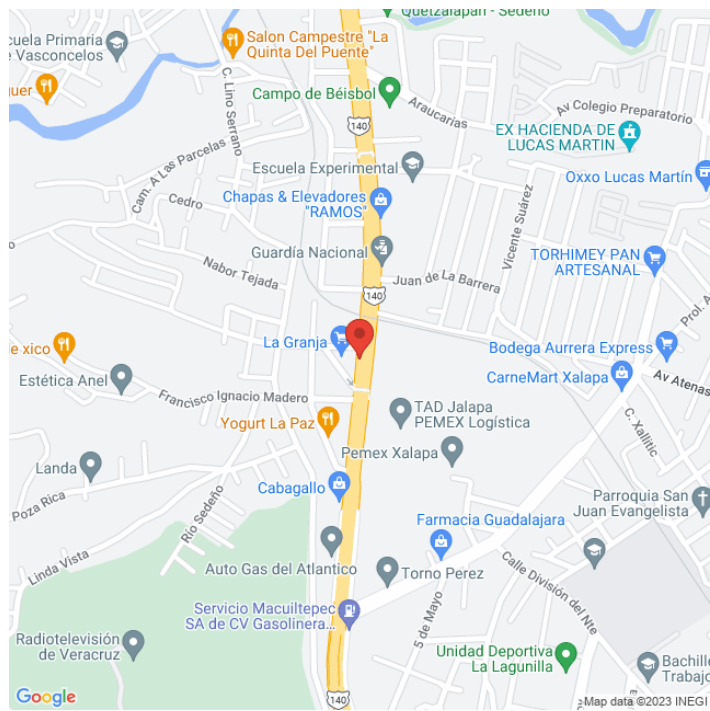 Quetzalapan - Sedeño
Salon Campestre "La
Quinta Del Puente"
cuela Primaria
Vasconcelos
C. Lino Serrano
Campo de Béisbol
Araucarias
Av Colegio Preparatorio
140
EX HACIENDA DE
LUCAS MARTIN
Escuela Experimental
Oxxo Lucas Martín
Cam. A Las Parcelas
Chapas & Elevadores
"RAMOS"
Cedro
Vicente Suárez
Guardía Nacional
TORHIMEY PAN
ARTESANAL
Nabor Tejada
Juan de La Barrera
140
Prol. A
La Granja
e xico
Bodega Aurrera Express
Estética Anel
CarneMart Xalapa
Av Atenas
Francisco Ignacio Madero
TAD Jalapa
PEMEX Logística
Yogurt La Paz
C. Xallitic
Pemex Xalapa
Landa
Cabagallo
Poza Rica
Parroquia San
Juan Evangelista
Río Sedeño
Farmacia Guadalajara
Linda Vista
Auto Gas del Atlantico
Torno Perez
Calle División del Nte
Servicio Macuiltepec
SA de CV Gasolinera...
5 de Mayo
Radiotelevisión
de Veracruz
Unidad Deportiva
La Lagunilla
Bachill
Trabajo
140
Google
Map data ©2023 INEGI